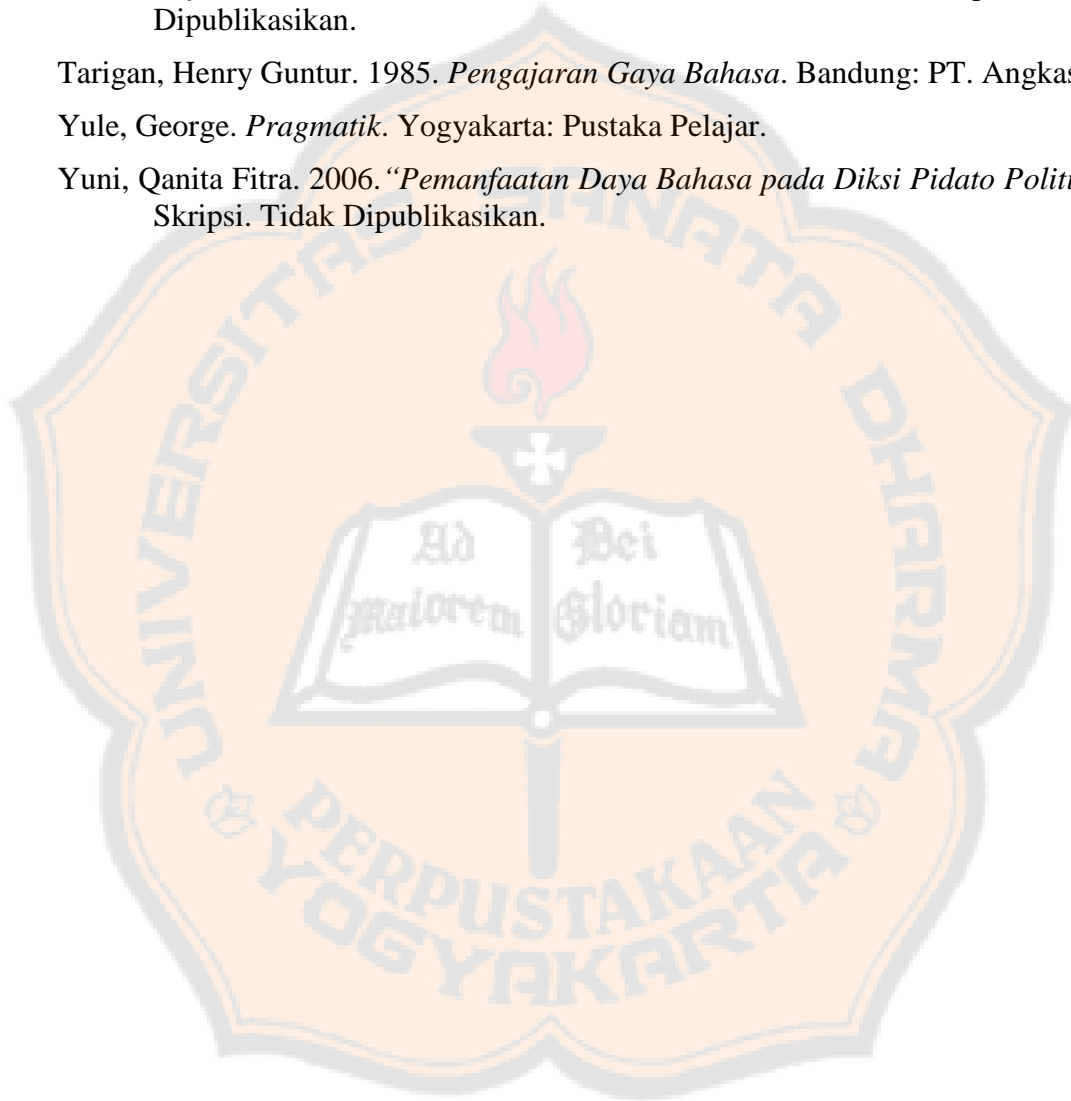 Dipublikasikan.
Tarigan, Henry Guntur. 1985. Pengajaran Gaya Bahasa. Bandung: PT.
Yule, George. Pragmatik. Yogyakarta: Pustaka Pelajar.
Yuni, Qanita Fitra. 2006.“Pemanfaatan Daya Bahasa pada Diksi Pidato
Skripsi. Tidak Dipublikasikan.
UNIVERSITAS SANATA DHARMA
Ad Dei
Maiorem Gloriam
PERPUSTAKAAN
YOGYAKARTA